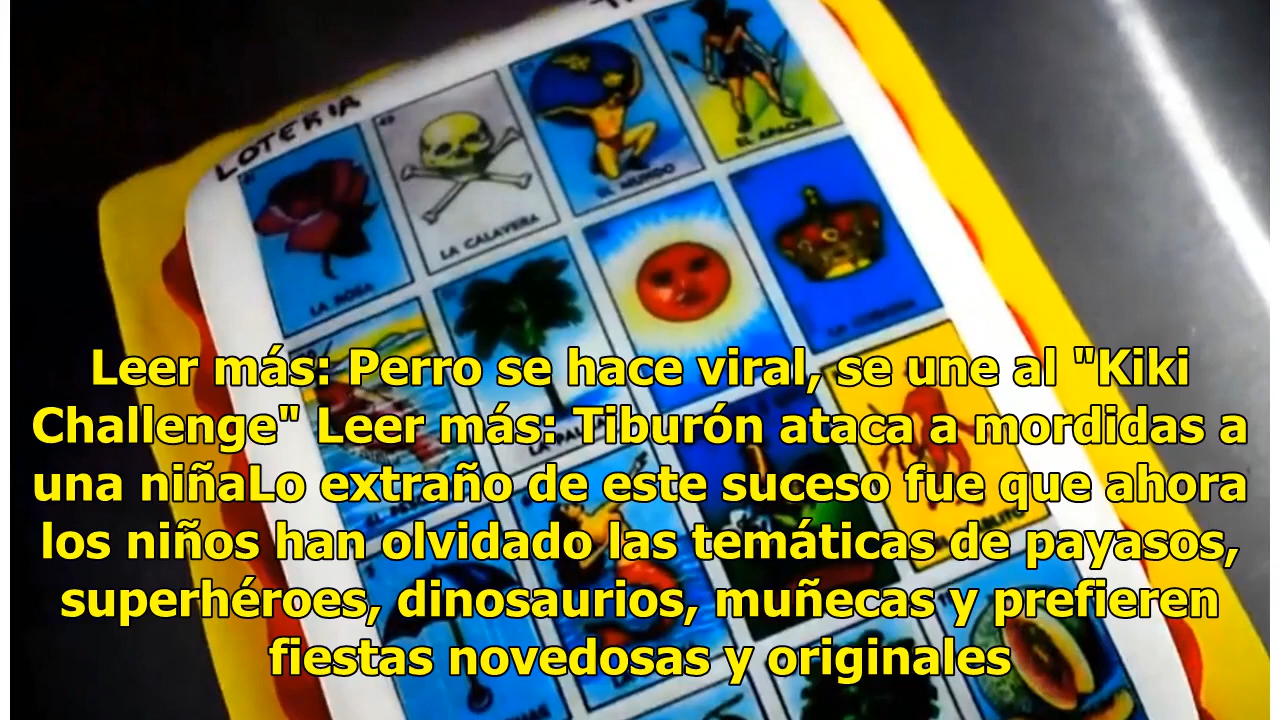 LOTERIA
LA ROSA
LA CALAVERA
EL MUNDO
EL APACHE
LA CORONA
Leer más: Perro se hace viral, se une al "Kiki
Challenge" Leer más: Tiburón ataca a mordidas a
una niñaLo extraño de este suceso fue que ahora
los niños han olvidado las temáticas de payasos,
superhéroes, dinosaurios, muñecas y prefieren
fiestas novedosas y originales